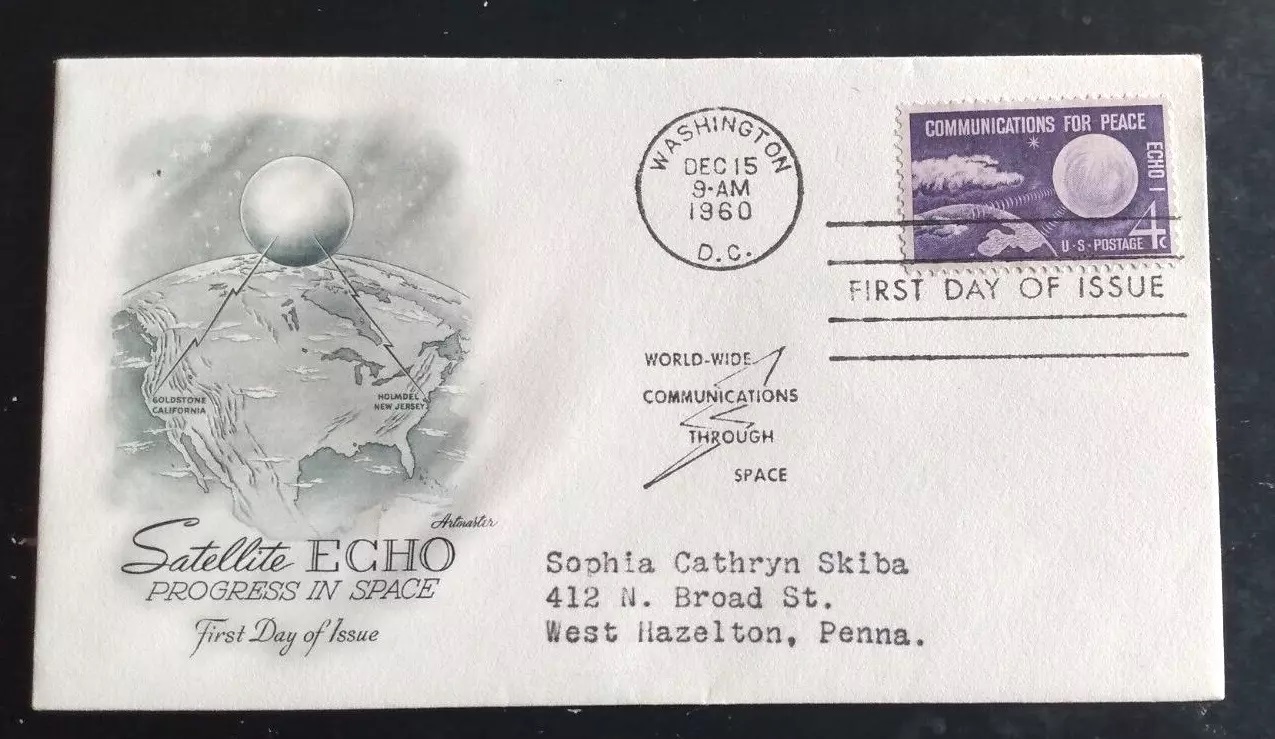 WASHINGTON
DEC 15
9-AM
1960
D.C.
COMMUNICATIONS FOR PEACE
ECHO I
4c
U·S·POSTAGE
FIRST DAY OF ISSUE
GOLDSTONE
CALIFORNIA
HOLMDEL
NEW JERSEY
WORLD-WIDE
COMMUNICATIONS
THROUGH
SPACE
Artmaster
Satellite ECHO
PROGRESS IN SPACE
First Day of Issue
Sophia Cathryn Skiba
412 N. Broad St.
West Hazelton, Penna.